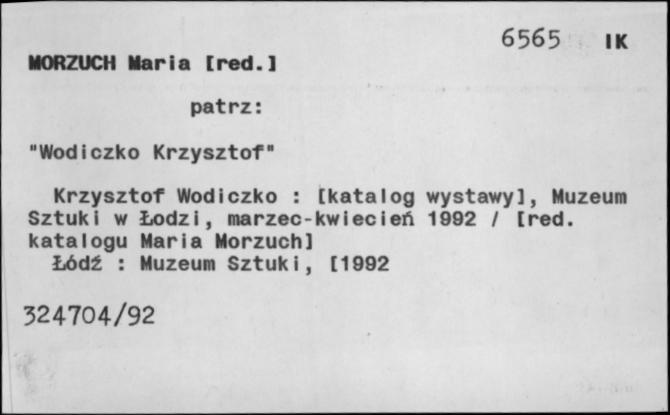 6565 IK
MORZUCH Maria [red.]
patrz:
"Wodiczko Krzysztof"
Krzysztof Wodiczko : [katalog wystawy], Muzeum
Sztuki w Łodzi, marzec-kwiecień 1992 / [red.
katalogu Maria Morzuch]
Łódź : Muzeum Sztuki, [1992
324704/92